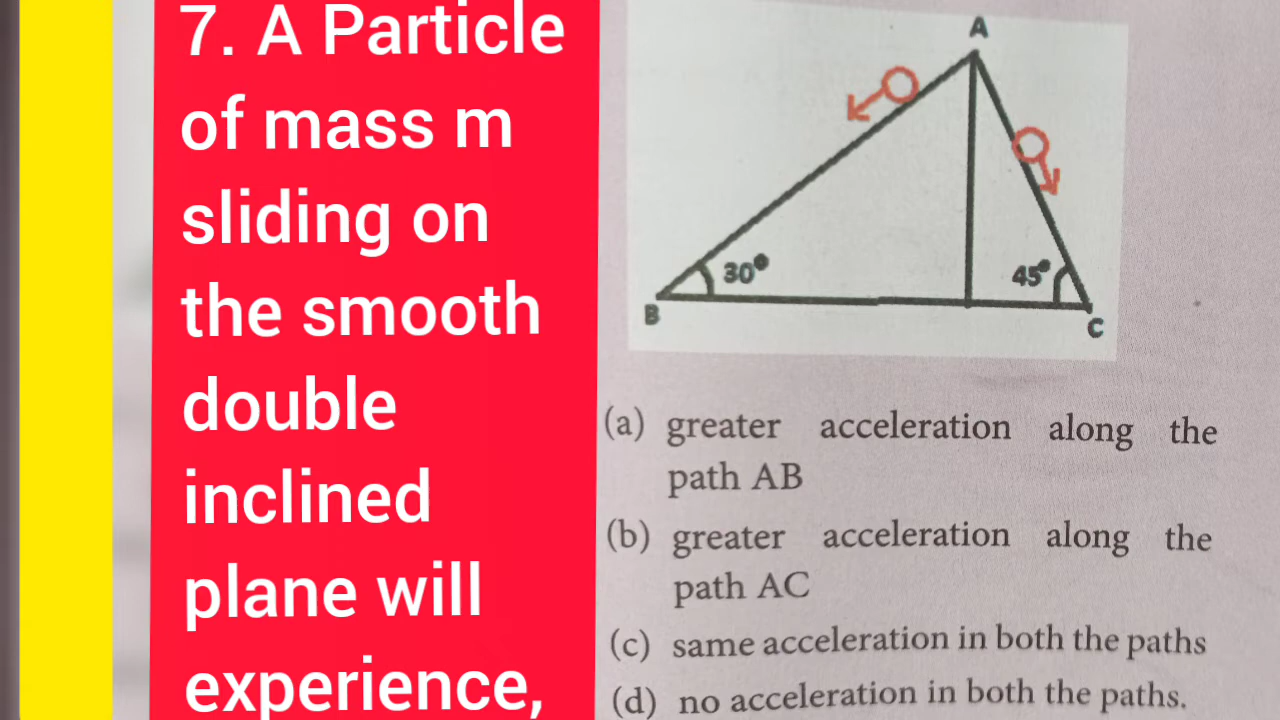 7. A Particle
of mass m
sliding on
the smooth
double
inclined
plane will
experience,
A
30°
45°
B
C
(a) greater acceleration along the
path AB
(b) greater acceleration along the
path AC
(c) same acceleration in both the paths
(d) no acceleration in both the paths.